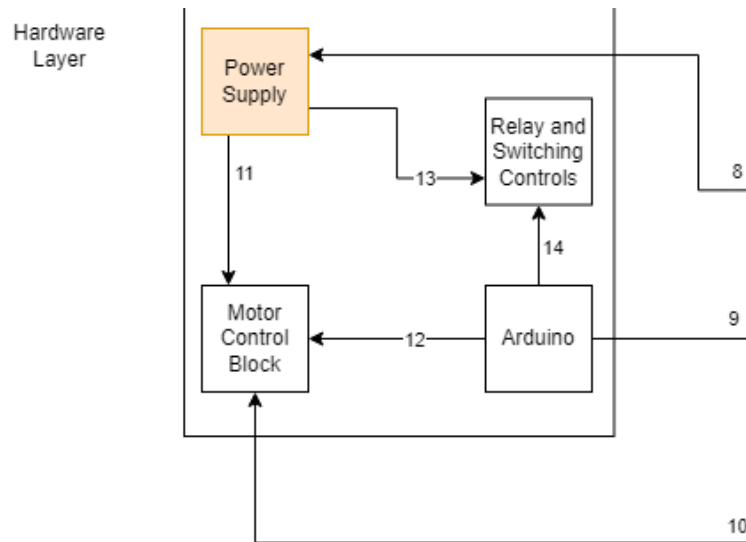 Hardware
Layer
Power
Supply
Relay and
Switching
Controls
11
13
8
14
Motor
Control
Block
12
Arduino
9
10